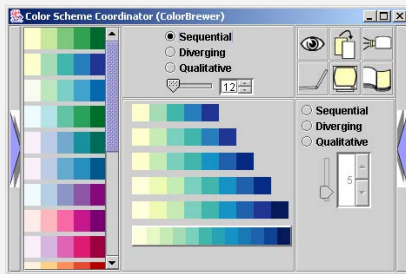 Color Scheme Coordinator (ColorBrewer)
Sequential
Diverging
Qualitative
12
Sequential
Diverging
Qualitative
5